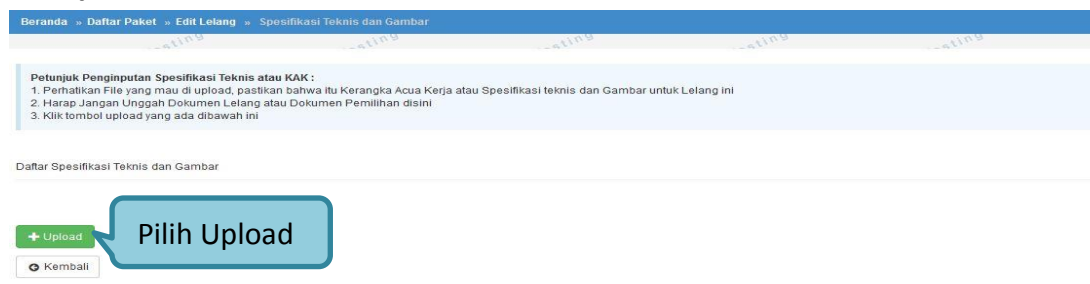 Beranda » Daftar Paket » Edit Lelang » Spesifikasi Teknis dan Gambar
Petunjuk Penginputan Spesifikasi Teknis atau KAK :
1. Perhatikan File yang mau di upload, pastikan bahwa itu Kerangka Acua Kerja atau Spesifikasi teknis dan Gambar untuk Lelang ini
2. Harap Jangan Unggah Dokumen Lelang atau Dokumen Pemilihan disini
3. Klik tombol upload yang ada dibawah ini
Daftar Spesifikasi Teknis dan Gambar
+ Upload
Pilih Upload
Kembali